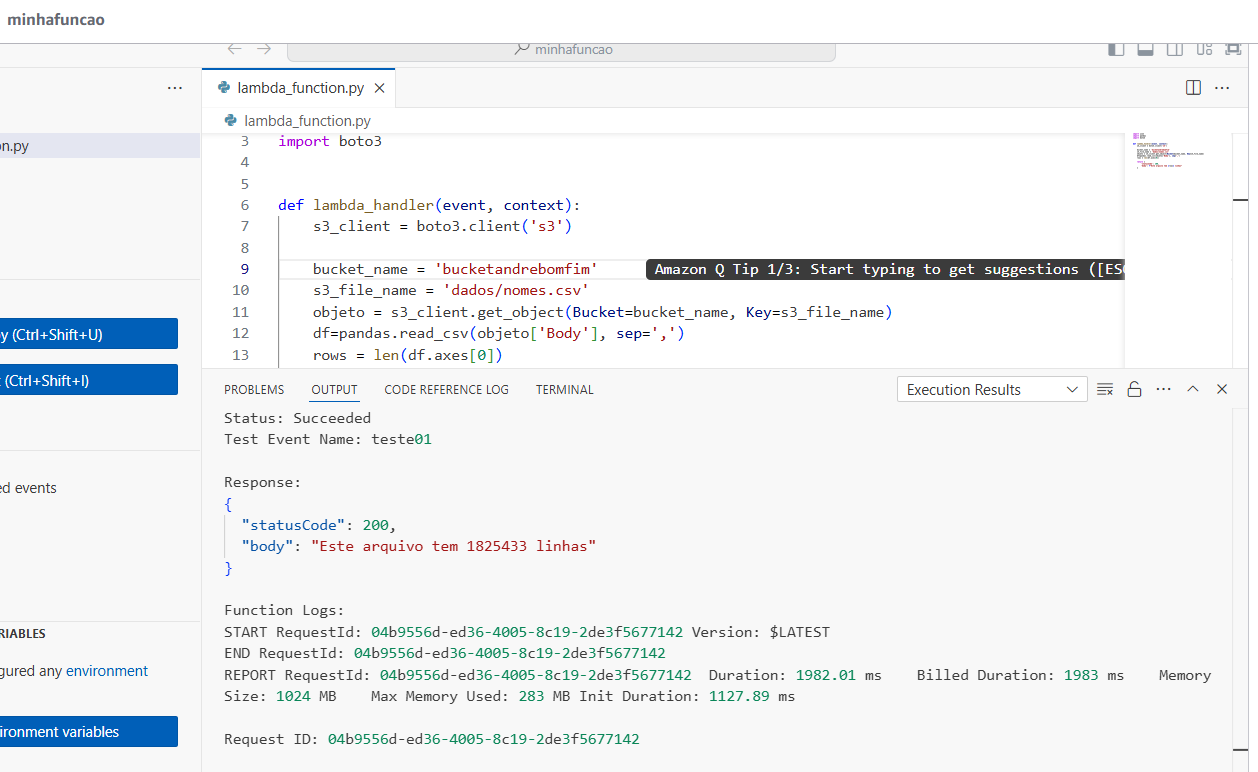 minhafuncao
minhafuncao
lambda_function.py
lambda_function.py
n.py
3 import boto3
4
5
6 def lambda_handler(event, context):
7 s3_client = boto3.client('s3')
8
9 bucket_name = 'bucketandrebomfim' Amazon Q Tip 1/3: Start typing to get suggestions ([ESC
10 s3_file_name = 'dados/nomes.csv'
11 objeto = s3_client.get_object(Bucket=bucket_name, Key=s3_file_name)
12 df=pandas.read_csv(objeto['Body'], sep=',')
13 rows = len(df.axes[0])
y (Ctrl+Shift+U)
t (Ctrl+Shift+I)
ed events
RIABLES
gured any environment
ironment variables
PROBLEMS OUTPUT CODE REFERENCE LOG TERMINAL Execution Results
Status: Succeeded
Test Event Name: teste01
Response:
{
"statusCode": 200,
"body": "Este arquivo tem 1825433 linhas"
}
Function Logs:
START RequestId: 04b9556d-ed36-4005-8c19-2de3f5677142 Version: $LATEST
END RequestId: 04b9556d-ed36-4005-8c19-2de3f5677142
REPORT RequestId: 04b9556d-ed36-4005-8c19-2de3f5677142 Duration: 1982.01 ms Billed Duration: 1983 ms Memory
Size: 1024 MB Max Memory Used: 283 MB Init Duration: 1127.89 ms
Request ID: 04b9556d-ed36-4005-8c19-2de3f5677142